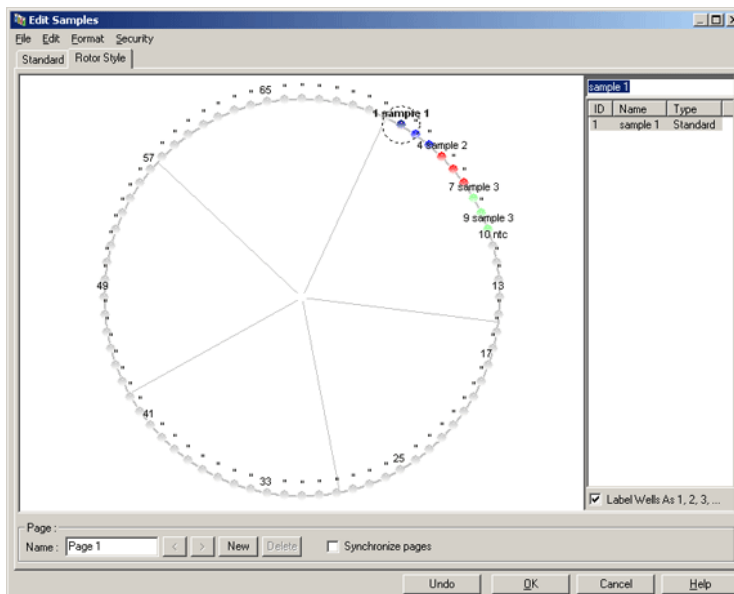 Edit Samples
File Edit Format Security
Standard Rotor Style
sample 1
ID Name Type
1 sample 1 Standard
65
1 sample 1
4 sample 2
57
7 sample 3
9 sample 3
10 ntc
49
13
17
41
25
33
Label Wells As 1, 2, 3, ...
Page :
Name : Page 1 < > New Delete Synchronize pages
Undo OK Cancel Help